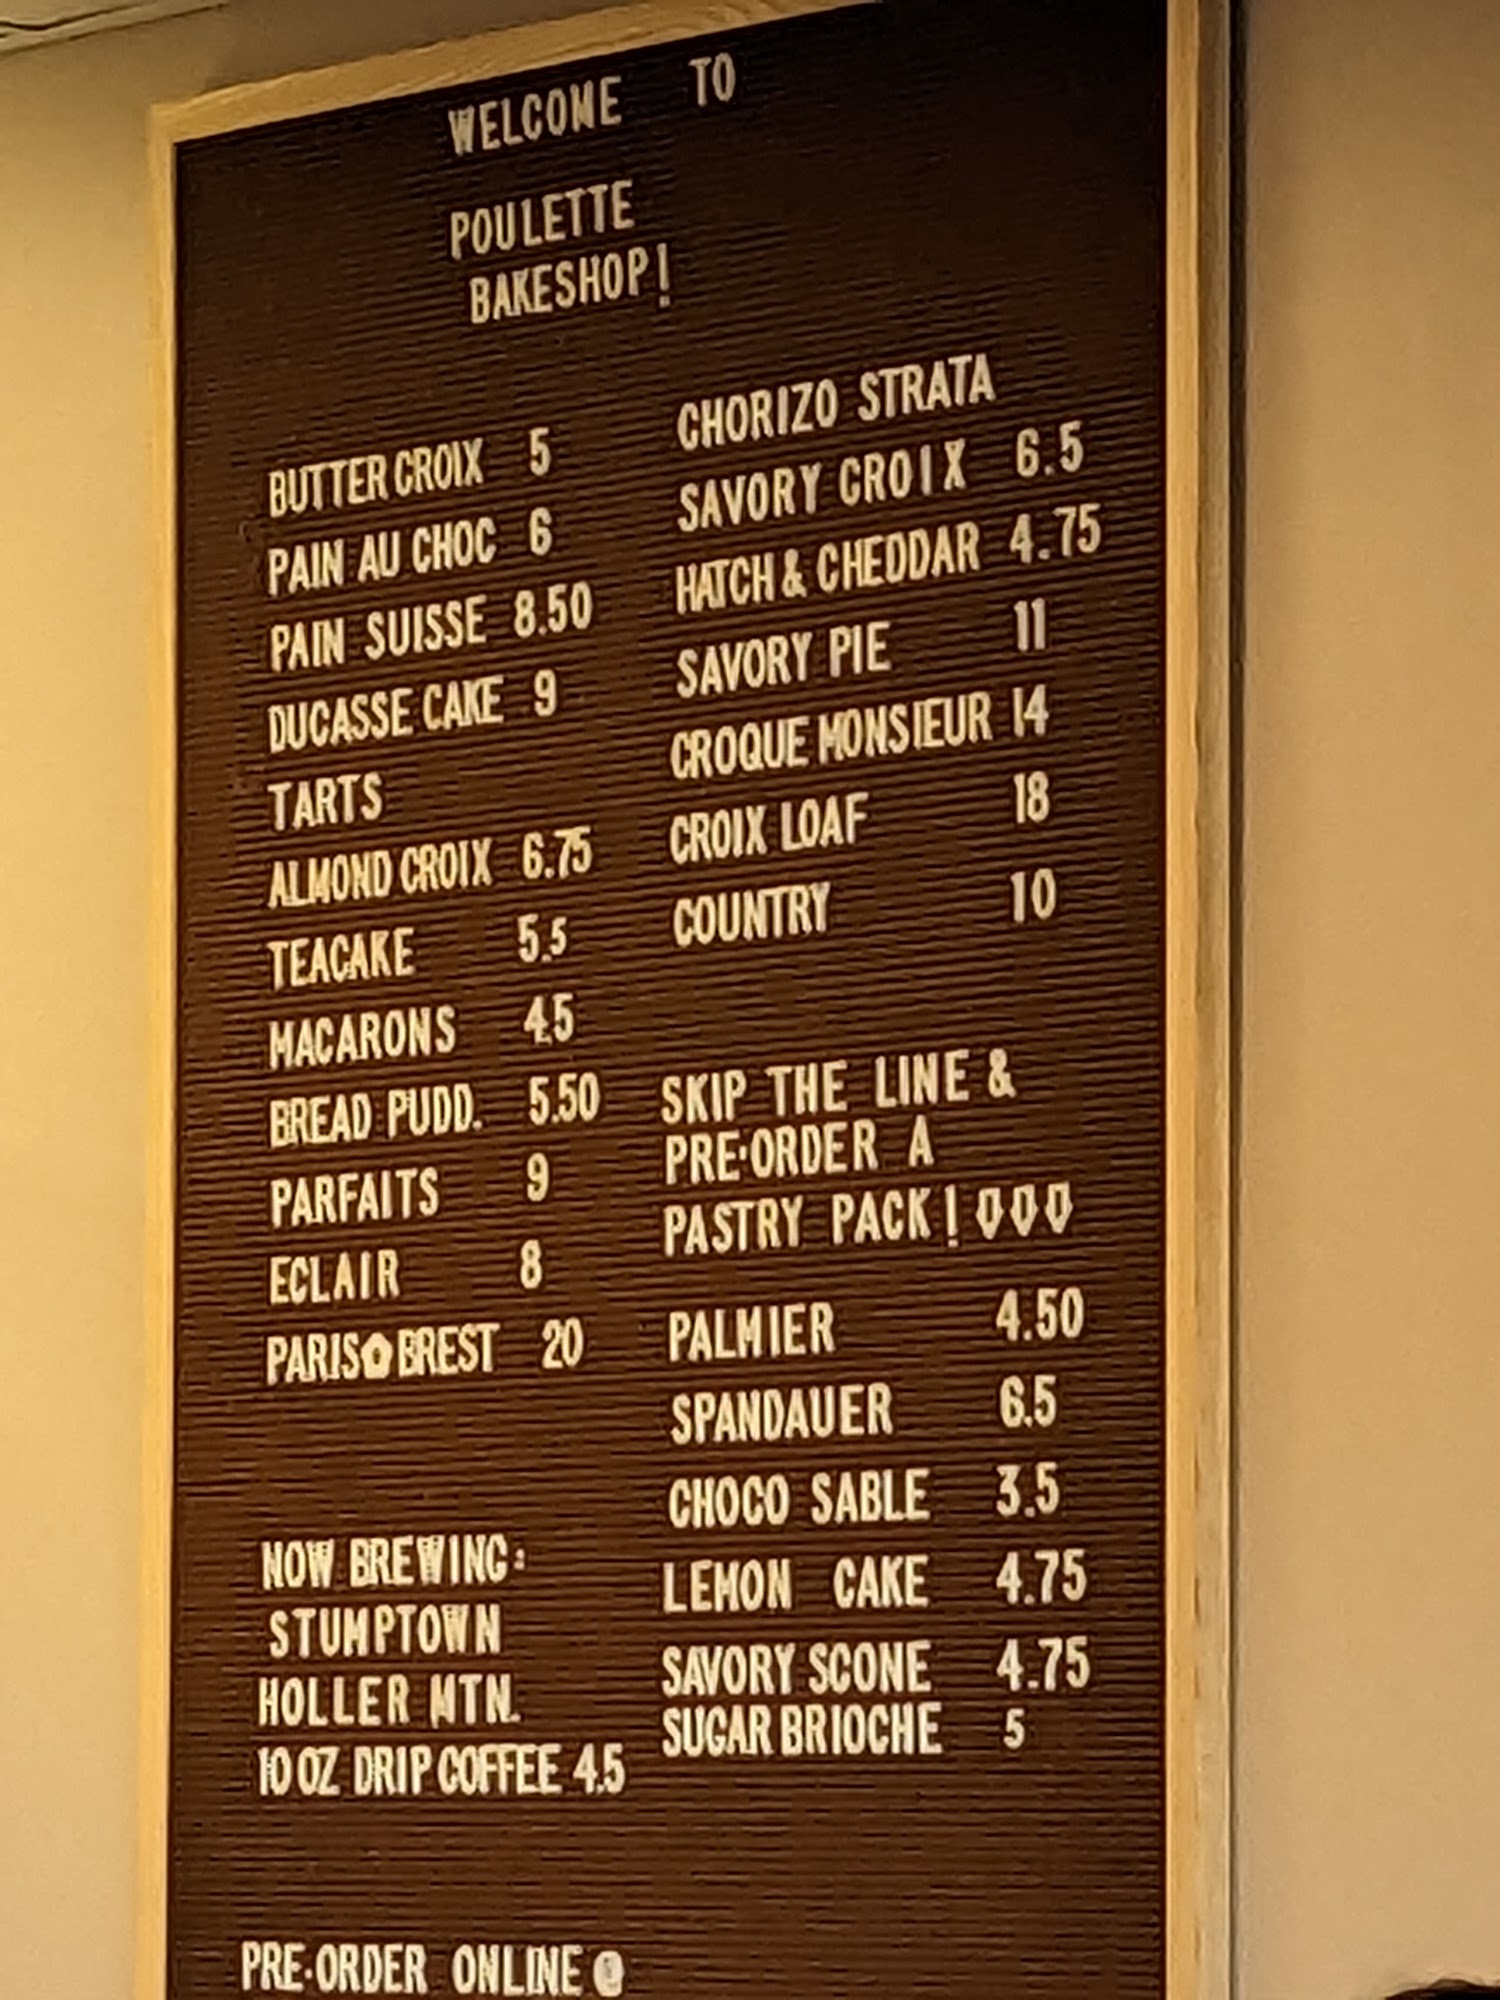 WELCOME TO
POULETTE
BAKESHOP!
BUTTER CROIX 5
PAIN AU CHOC 6
PAIN SUISSE 8.50
DUCASSE CAKE 9
TARTS
ALMOND CROIX 6.75
TEACAKE 5.5
MACARONS 4.5
BREAD PUDD. 5.50
PARFAITS 9
ECLAIR 8
PARIS BREST 20
NOW BREWING:
STUMPTOWN
HOLLER MTN.
10 OZ DRIP COFFEE 4.5
CHORIZO STRATA
SAVORY CROIX 6.5
HATCH & CHEDDAR 4.75
SAVORY PIE 11
CROQUE MONSIEUR 14
CROIX LOAF 18
COUNTRY 10
SKIP THE LINE &
PRE-ORDER A
PASTRY PACK!
PALMIER 4.50
SPANDAUER 6.5
CHOCO SABLE 3.5
LEMON CAKE 4.75
SAVORY SCONE 4.75
SUGAR BRIOCHE 5
PRE-ORDER ONLINE @